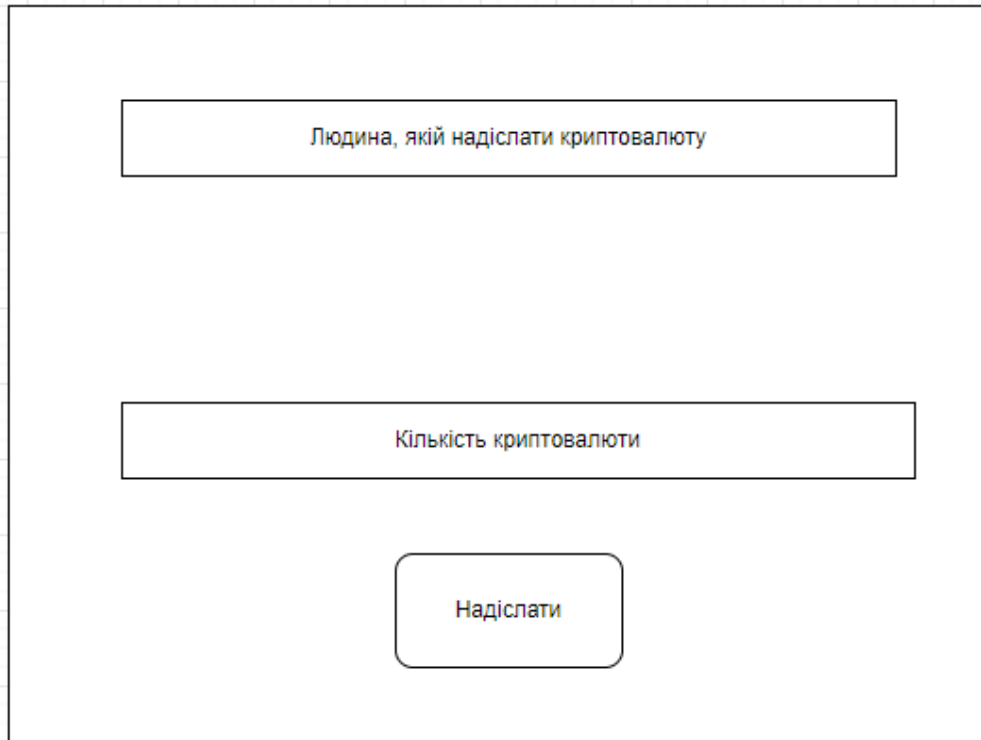 Людина, якій надіслати криптовалюту
Кількість криптовалюти
Надіслати